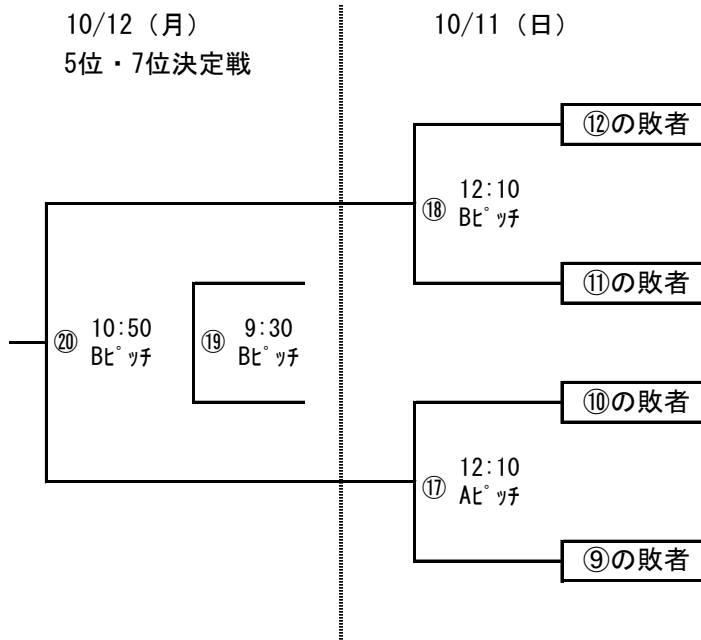 10/12（月）
5位・7位決定戦
10/11（日）
⑫の敗者
⑱ 12:10
Bﾋﾟｯﾁ
⑪の敗者
⑳ 10:50
Bﾋﾟｯﾁ
⑲ 9:30
Bﾋﾟｯﾁ
⑩の敗者
⑰ 12:10
Aﾋﾟｯﾁ
⑨の敗者